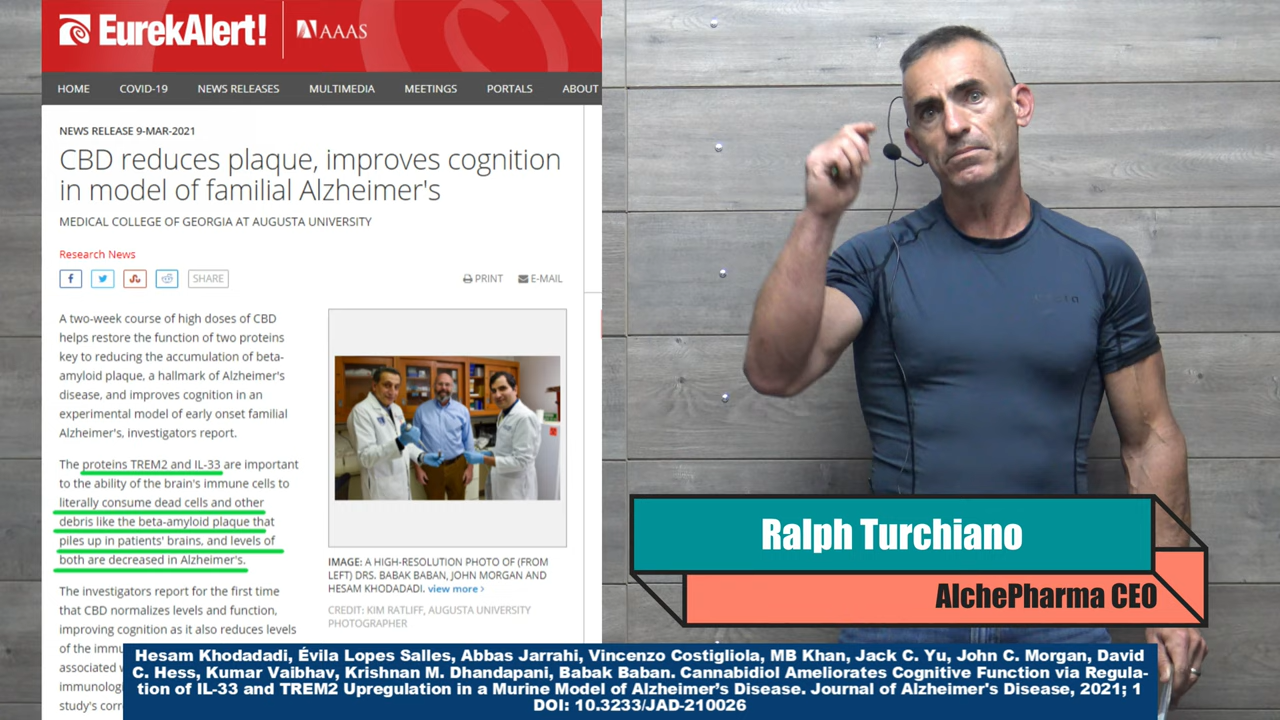 EurekAlert!
AAAS
HOME COVID-19 NEWS RELEASES MULTIMEDIA MEETINGS PORTALS ABOUT
NEWS RELEASE 9-MAR-2021
CBD reduces plaque, improves cognition
in model of familial Alzheimer's
MEDICAL COLLEGE OF GEORGIA AT AUGUSTA UNIVERSITY
Research News
SHARE PRINT E-MAIL
A two-week course of high doses of CBD
helps restore the function of two proteins
key to reducing the accumulation of beta-
amyloid plaque, a hallmark of Alzheimer's
disease, and improves cognition in an
experimental model of early onset familial
Alzheimer's, investigators report.
The proteins TREM2 and IL-33 are important
to the ability of the brain's immune cells to
literally consume dead cells and other
debris like the beta-amyloid plaque that
piles up in patients' brains, and levels of
both are decreased in Alzheimer's.
The investigators report for the first time
that CBD normalizes levels and function,
improving cognition as it also reduces levels
of the
associated
study's
IMAGE: A HIGH-RESOLUTION PHOTO OF (FROM
LEFT) DRS. BABAK BABAN, JOHN MORGAN AND
HESAM KHODADADI. view more ›
CREDIT: KIM RATLIFF, AUGUSTA UNIVERSITY
PHOTOGRAPHER
Ralph Turchiano
AlchePharma CEO
Hesam Khodadadi, Évila Lopes Salles, Abbas Jarrahi, Vincenzo Costigliola, MB Khan, Jack C. Yu, John C. Morgan, David
C. Hess, Kumar Vaibhav, Krishnan M. Dhandapani, Babak Baban. Cannabidiol Ameliorates Cognitive Function via Regula-
tion of IL-33 and TREM2 Upregulation in a Murine Model of Alzheimer's Disease. Journal of Alzheimer's Disease, 2021; 1
DOI: 10.3233/JAD-210026